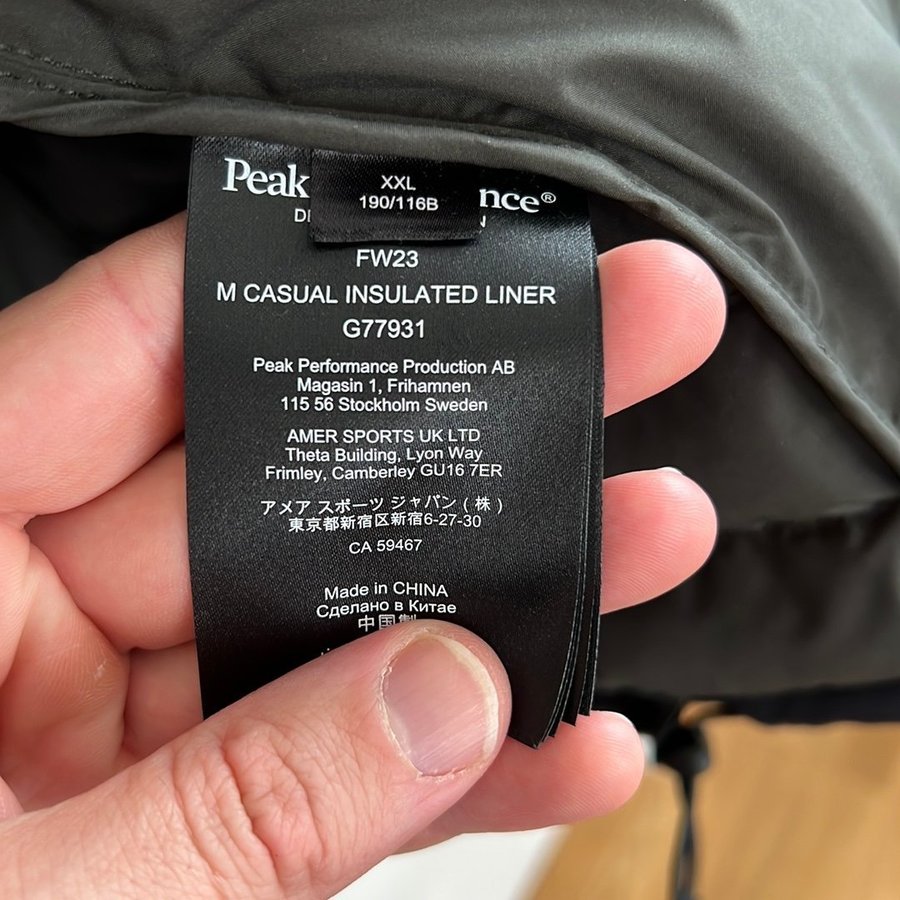 Peak nce®
XXL
190/116B
FW23
M CASUAL INSULATED LINER
G77931
Peak Performance Production AB
Magasin 1, Frihamnen
115 56 Stockholm Sweden
AMER SPORTS UK LTD
Theta Building, Lyon Way
Frimley, Camberley GU16 7ER
アメア スポーツ ジャパン ( 株 )
東京都新宿区新宿6-27-30
CA 59467
Made in CHINA
Сделано в Китае
中国製